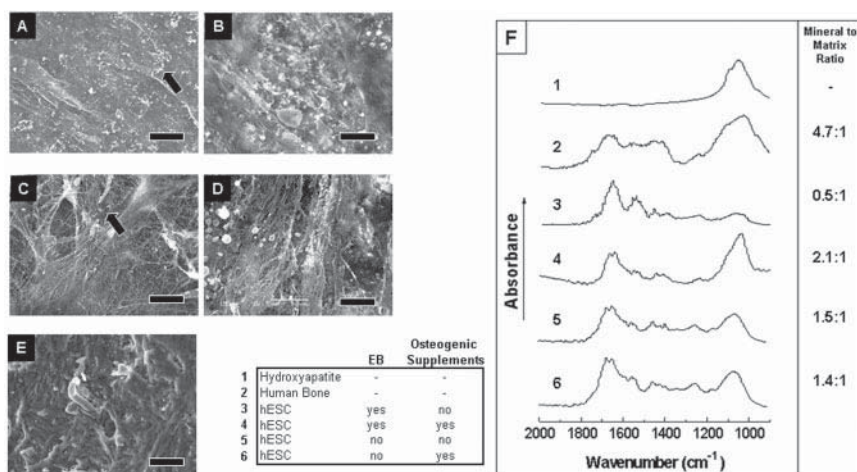 A
B
C
D
E
EB Osteogenic Supplements
1 Hydroxyapatite - -
2 Human Bone - -
3 hESC yes no
4 hESC yes yes
5 hESC no no
6 hESC no yes
F
Mineral to Matrix Ratio
1 -
2 4.7:1
3 0.5:1
4 2.1:1
5 1.5:1
6 1.4:1
Absorbance
2000 1800 1600 1400 1200 1000
Wavenumber (cm-1)